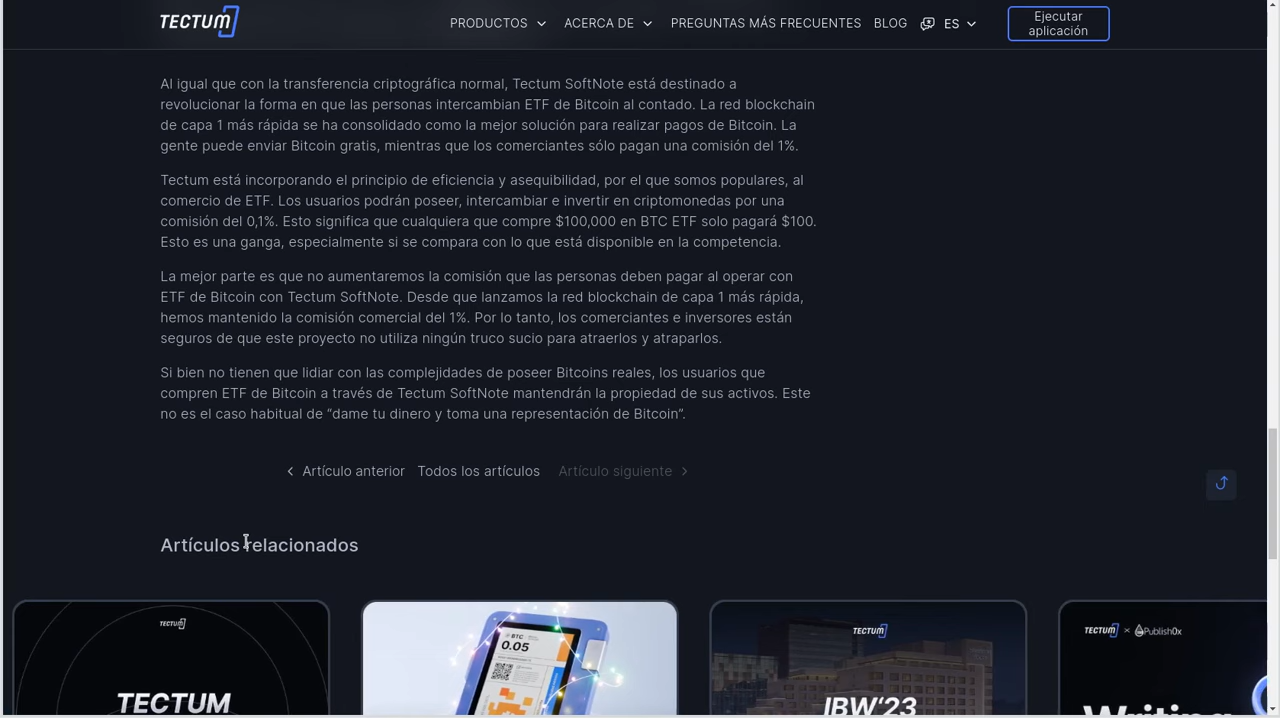 TECTUM
PRODUCTOS
ACERCA DE
PREGUNTAS MÁS FRECUENTES
BLOG
ES
Ejecutar
aplicación
Al igual que con la transferencia criptográfica normal, Tectum SoftNote está destinado a
revolucionar la forma en que las personas intercambian ETF de Bitcoin al contado. La red blockchain
de capa 1 más rápida se ha consolidado como la mejor solución para realizar pagos de Bitcoin. La
gente puede enviar Bitcoin gratis, mientras que los comerciantes sólo pagan una comisión del 1%.
Tectum está incorporando el principio de eficiencia y asequibilidad, por el que somos populares, al
comercio de ETF. Los usuarios podrán poseer, intercambiar e invertir en criptomonedas por una
comisión del 0,1%. Esto significa que cualquiera que compre $100,000 en BTC ETF solo pagará $100.
Esto es una ganga, especialmente si se compara con lo que está disponible en la competencia.
La mejor parte es que no aumentaremos la comisión que las personas deben pagar al operar con
ETF de Bitcoin con Tectum SoftNote. Desde que lanzamos la red blockchain de capa 1 más rápida,
hemos mantenido la comisión comercial del 1%. Por lo tanto, los comerciantes e inversores están
seguros de que este proyecto no utiliza ningún truco sucio para atraerlos y atraparlos.
Si bien no tienen que lidiar con las complejidades de poseer Bitcoins reales, los usuarios que
compren ETF de Bitcoin a través de Tectum SoftNote mantendrán la propiedad de sus activos. Este
no es el caso habitual de “dame tu dinero y toma una representación de Bitcoin”.
Artículo anterior
Todos los artículos
Artículo siguiente
Artículos relacionados
TECTUM
TECTUM
BTC
0.05
TECTUM
IBW'23
TECTUM × Publish0x
Writing